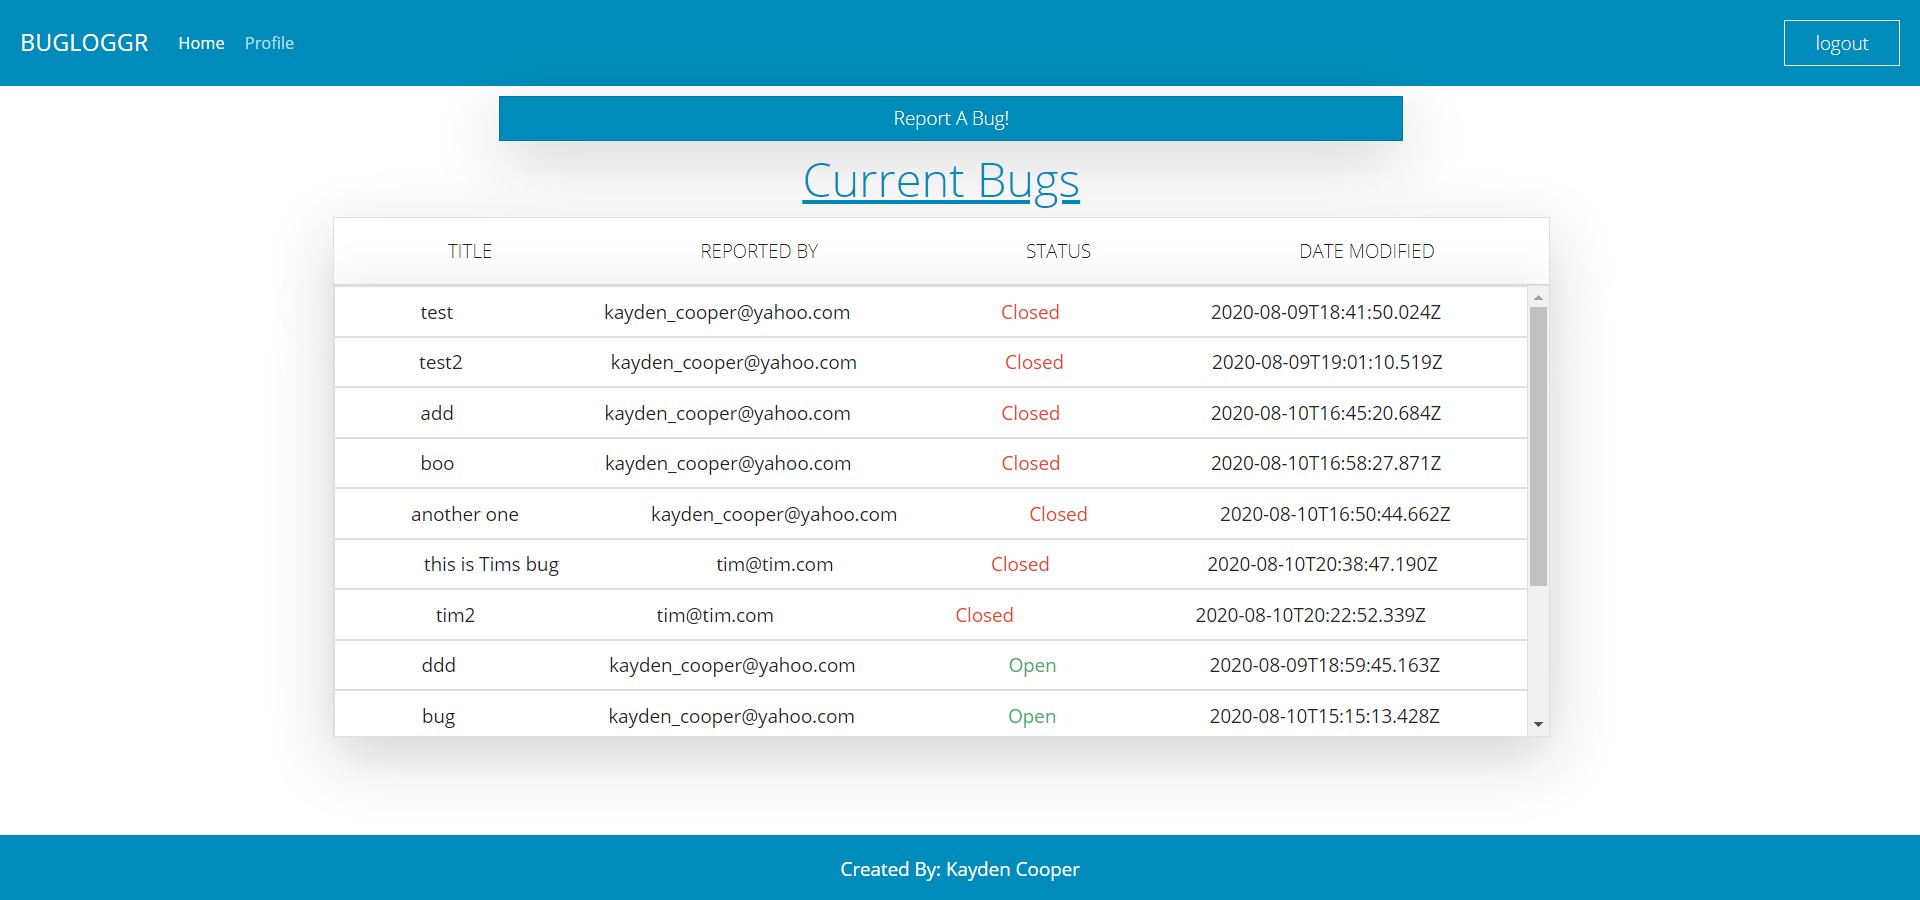 BUGLOGGR Home Profile logout
Report A Bug!
Current Bugs
TITLE REPORTED BY STATUS DATE MODIFIED
test kayden_cooper@yahoo.com Closed 2020-08-09T18:41:50.024Z
test2 kayden_cooper@yahoo.com Closed 2020-08-09T19:01:10.519Z
add kayden_cooper@yahoo.com Closed 2020-08-10T16:45:20.684Z
boo kayden_cooper@yahoo.com Closed 2020-08-10T16:58:27.871Z
another one kayden_cooper@yahoo.com Closed 2020-08-10T16:50:44.662Z
this is Tims bug tim@tim.com Closed 2020-08-10T20:38:47.190Z
tim2 tim@tim.com Closed 2020-08-10T20:22:52.339Z
ddd kayden_cooper@yahoo.com Open 2020-08-09T18:59:45.163Z
bug kayden_cooper@yahoo.com Open 2020-08-10T15:15:13.428Z
Created By: Kayden Cooper